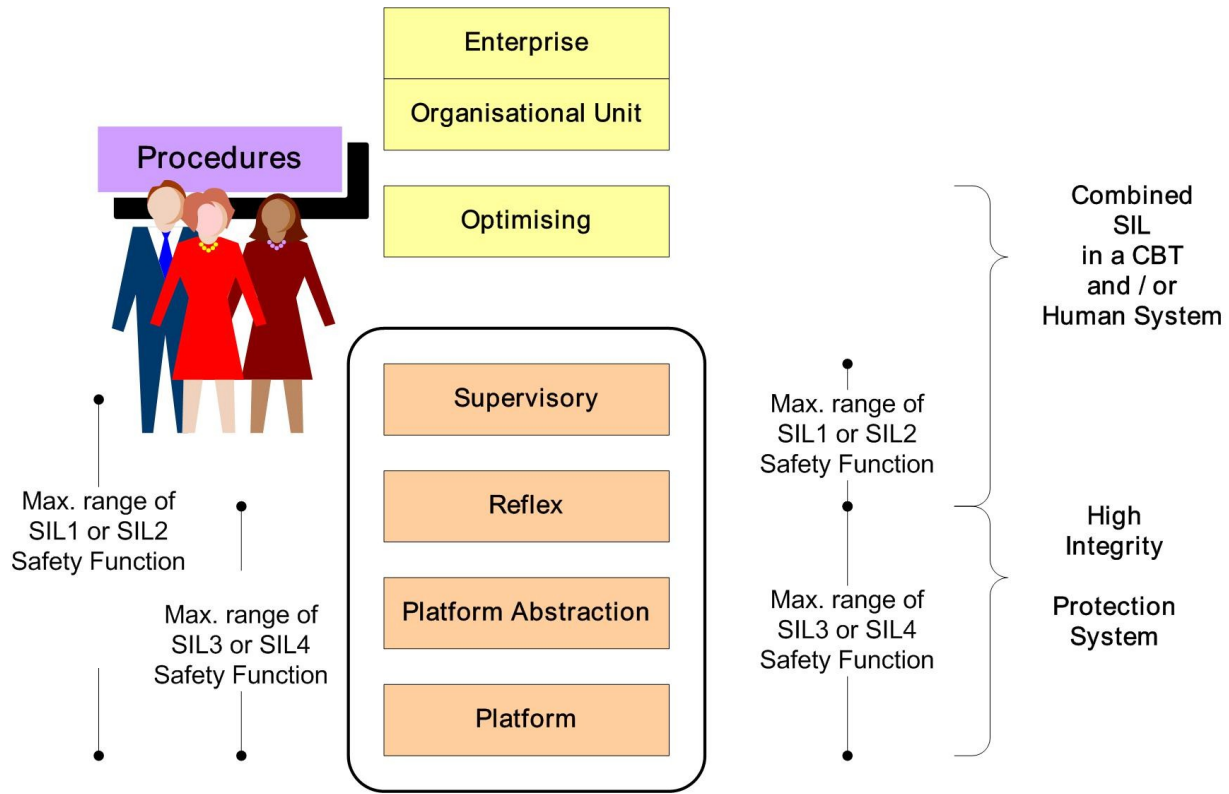 Enterprise
Organisational Unit
Procedures
Optimising
Combined
SIL
in a CBT
and / or
Human System
Supervisory
Max. range of
SIL1 or SIL2
Safety Function
Max. range of
SIL1 or SIL2
Safety Function
Reflex
High
Integrity
Protection
System
Max. range of
SIL3 or SIL4
Safety Function
Platform Abstraction
Max. range of
SIL3 or SIL4
Safety Function
Platform